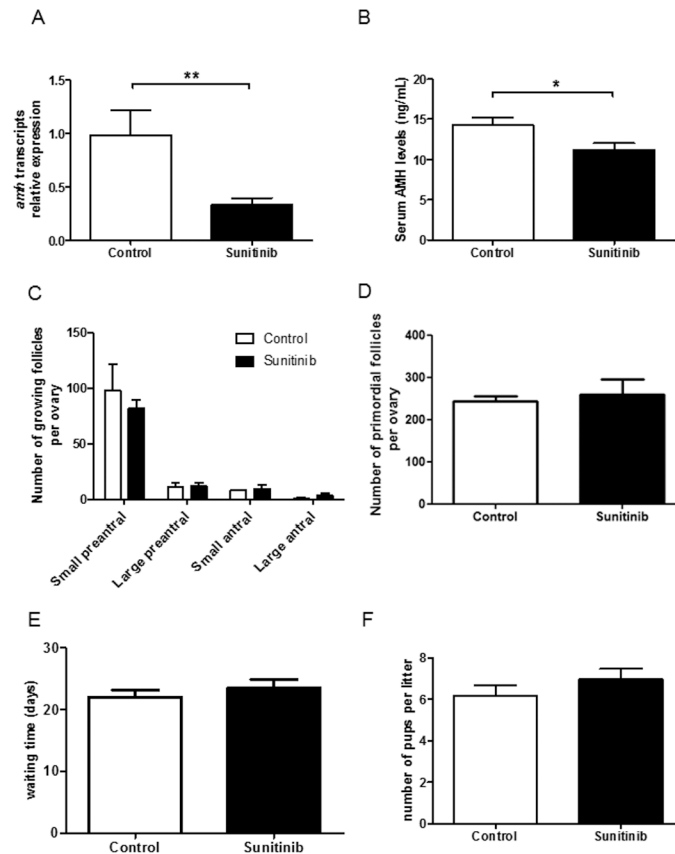 A
amh transcripts
relative expression
1.5
1.0
0.5
0.0
**
Control
Sunitinib
B
Serum AMH levels (ng/mL)
20
15
10
5
0
*
Control
Sunitinib
C
Number of growing follicles
per ovary
150
100
50
0
Control
Sunitinib
Small preantral
Large preantral
Small antral
Large antral
D
Number of primordial follicles
per ovary
400
300
200
100
0
Control
Sunitinib
E
waiting time (days)
30
20
10
0
Control
Sunitinib
F
number of pups per litter
8
6
4
2
0
Control
Sunitinib